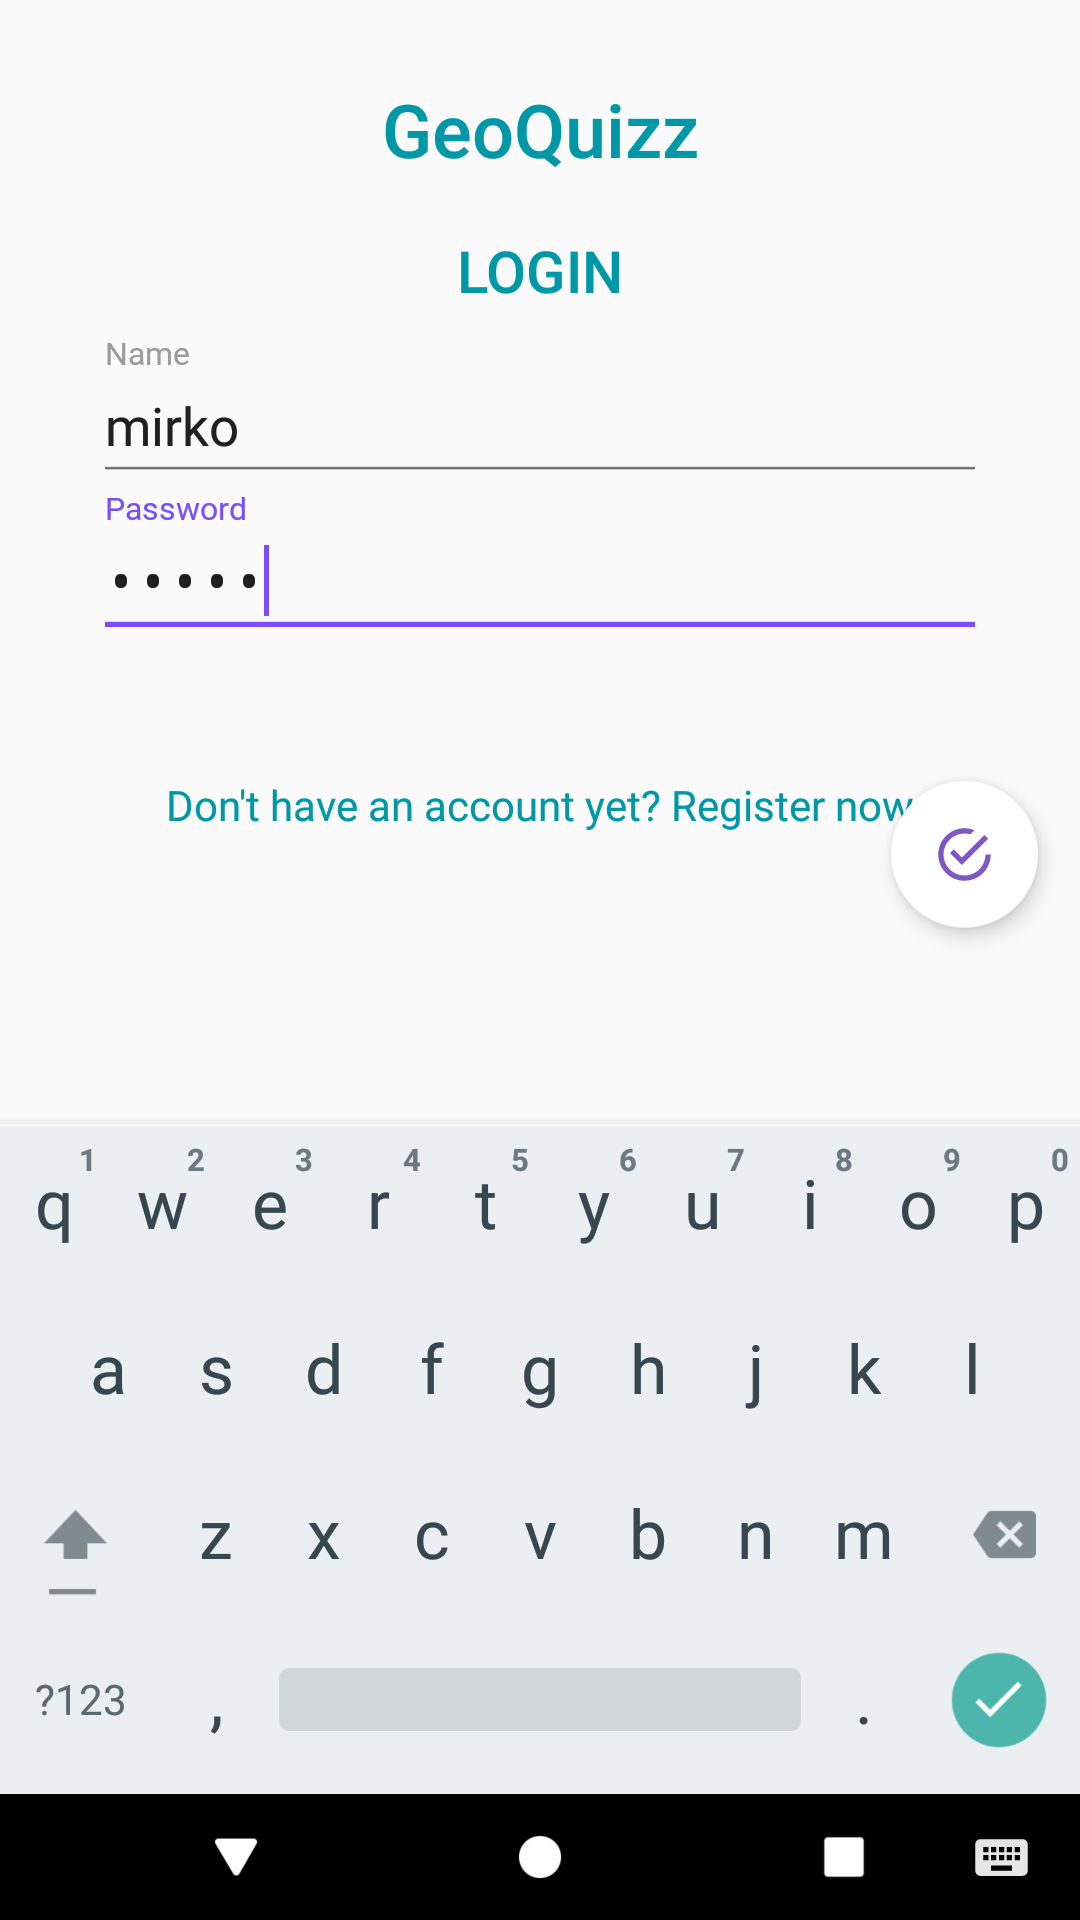 GeoQuizz
LOGIN
Name
mirko
Password
•••••
Don't have an account yet? Register now
1 2 3 4 5 6 7 8 9 0
q w e r t y u i o p
a s d f g h j k l
z x c v b n m
?123 , .